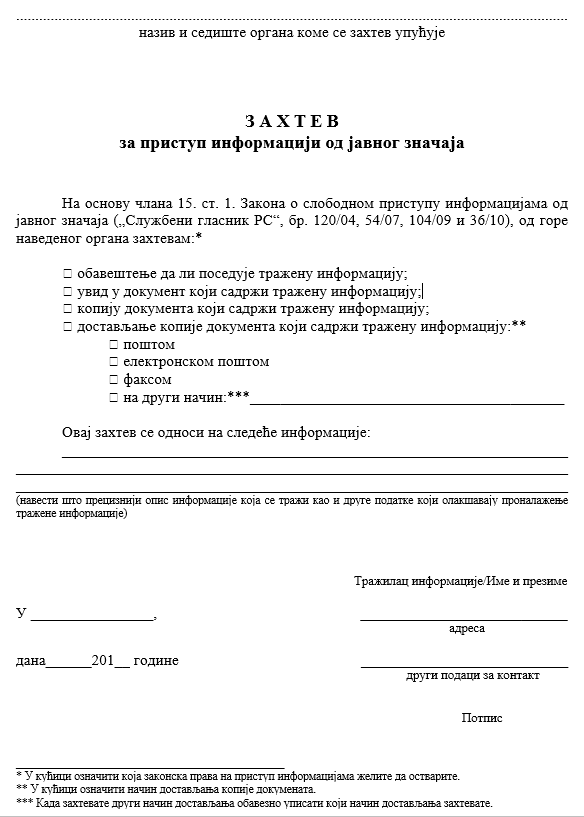 назив и седиште органа коме се захтев упућује
З А Х Т Е В
за приступ информацији од јавног значаја
На основу члана 15. ст. 1. Закона о слободном приступу информацијама од
јавног значаја („Службени гласник РС“, бр. 120/04, 54/07, 104/09 и 36/10), од горе
наведеног органа захтевам:*
□ обавештење да ли поседује тражену информацију;
□ увид у документ који садржи тражену информацију;
□ копију документа који садржи тражену информацију;
□ достављање копије документа који садржи тражену информацију:**
□ поштом
□ електронском поштом
□ факсом
□ на други начин:***_________________________________________
Овај захтев се односи на следеће информације:
(навести што прецизнији опис информације која се тражи као и друге податке који олакшавају проналажење
тражене информације)
Тражилац информације/Име и презиме
У ________________,
адреса
дана______201__ године
други подаци за контакт
Потпис
* У кућици означити која законска права на приступ информацијама желите да остварите.
** У кућици означити начин достављања копије докумената.
*** Када захтевате други начин достављања обавезно уписати који начин достављања захтевате.